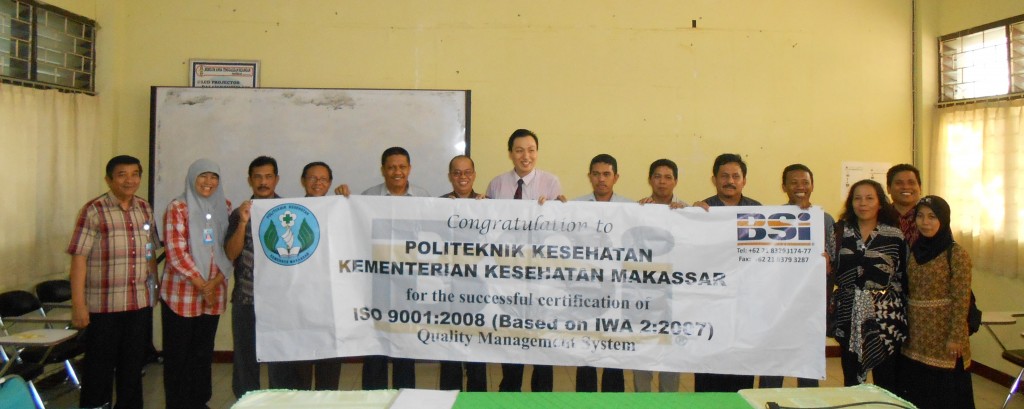 Congratulation to
POLITEKNIK KESEHATAN
KEMENTERIAN KESEHATAN MAKASSAR
for the successful certification of
ISO 9001:2008 (Based on IWA 2:2007)
Quality Management System
BSi